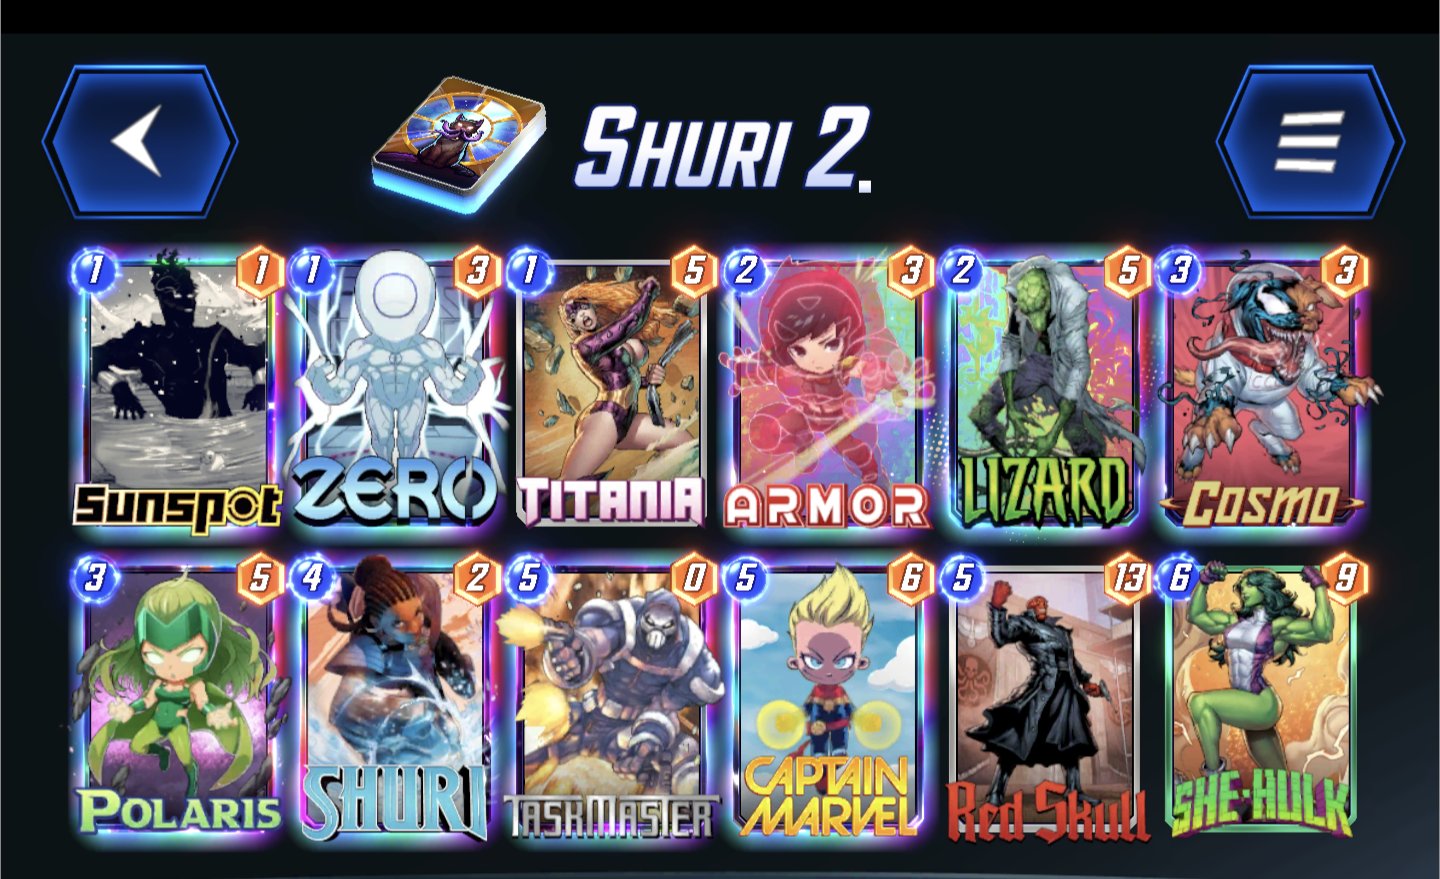 SHURI 2.
1 1 1 3 1 5 2 3 2 5 3 3
Sunspot ZERO TITANIA ARMOR LIZARD COSMO
3 5 4 2 5 0 5 6 5 13 6 9
POLARIS SHURI TASKMASTER CAPTAIN MARVEL Red Skull SHE-HULK